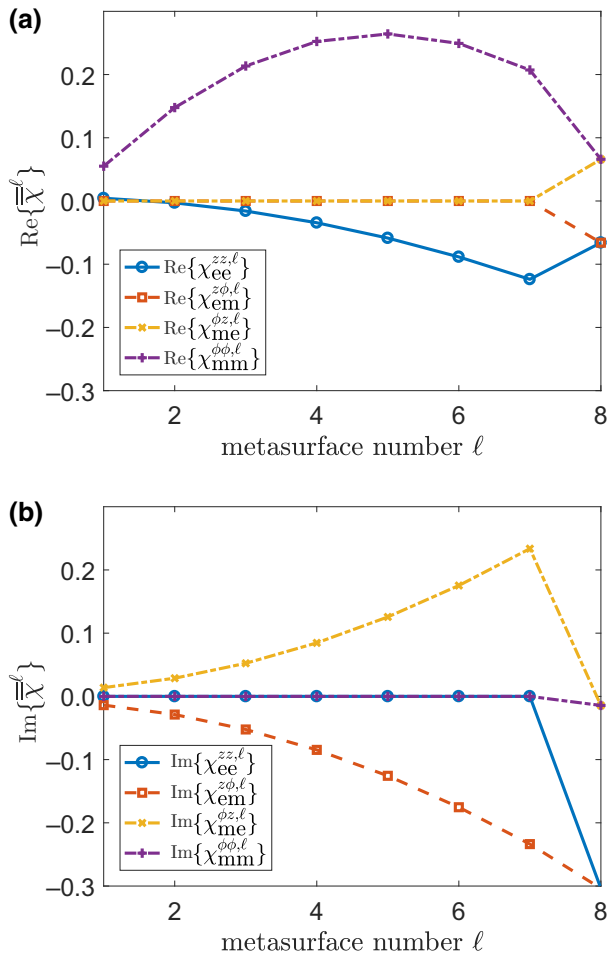 (a)
0.2
0.1
0.0
–0.1
–0.2
–0.3
Re{χ̿^ℓ}
Re{χ_ee^{zz,ℓ}}
Re{χ_em^{zϕ,ℓ}}
Re{χ_me^{ϕz,ℓ}}
Re{χ_mm^{ϕϕ,ℓ}}
2 4 6 8
metasurface number ℓ
(b)
0.2
0.1
0.0
–0.1
–0.2
–0.3
Im{χ̿^ℓ}
Im{χ_ee^{zz,ℓ}}
Im{χ_em^{zϕ,ℓ}}
Im{χ_me^{ϕz,ℓ}}
Im{χ_mm^{ϕϕ,ℓ}}
2 4 6 8
metasurface number ℓ